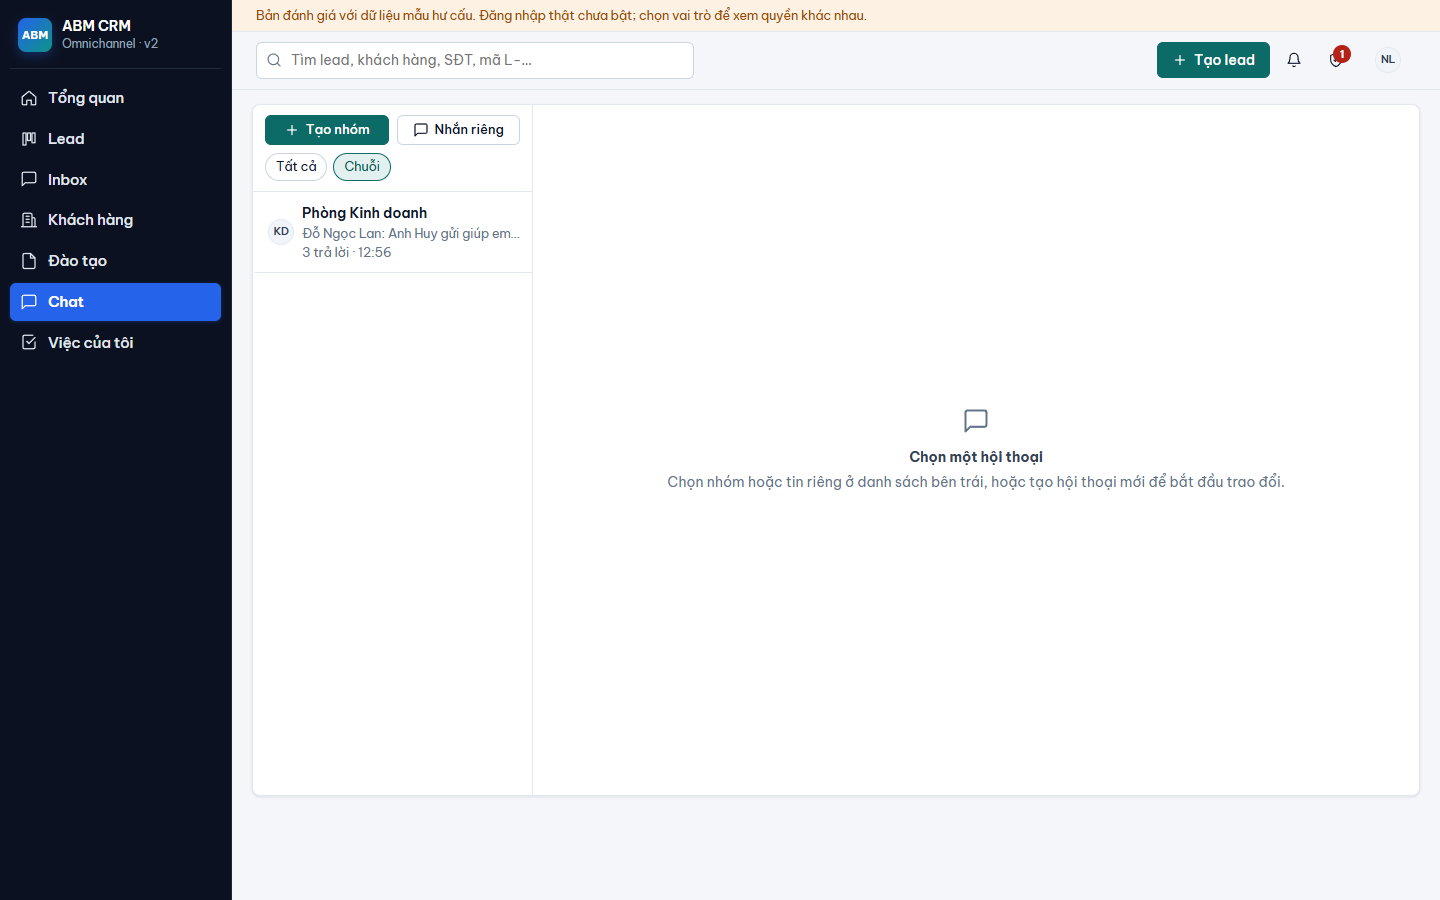 ABM
ABM CRM
Omnichannel · v2
Tổng quan
Lead
Inbox
Khách hàng
Đào tạo
Chat
Việc của tôi
Bản đánh giá với dữ liệu mẫu hư cấu. Đăng nhập thật chưa bật; chọn vai trò để xem quyền khác nhau.
Tìm lead, khách hàng, SĐT, mã L-...
Tạo lead
1
NL
Tạo nhóm
Nhắn riêng
Tất cả
Chuỗi
KD
Phòng Kinh doanh
Đỗ Ngọc Lan: Anh Huy gửi giúp em...
3 trả lời · 12:56
Chọn một hội thoại
Chọn nhóm hoặc tin riêng ở danh sách bên trái, hoặc tạo hội thoại mới để bắt đầu trao đổi.